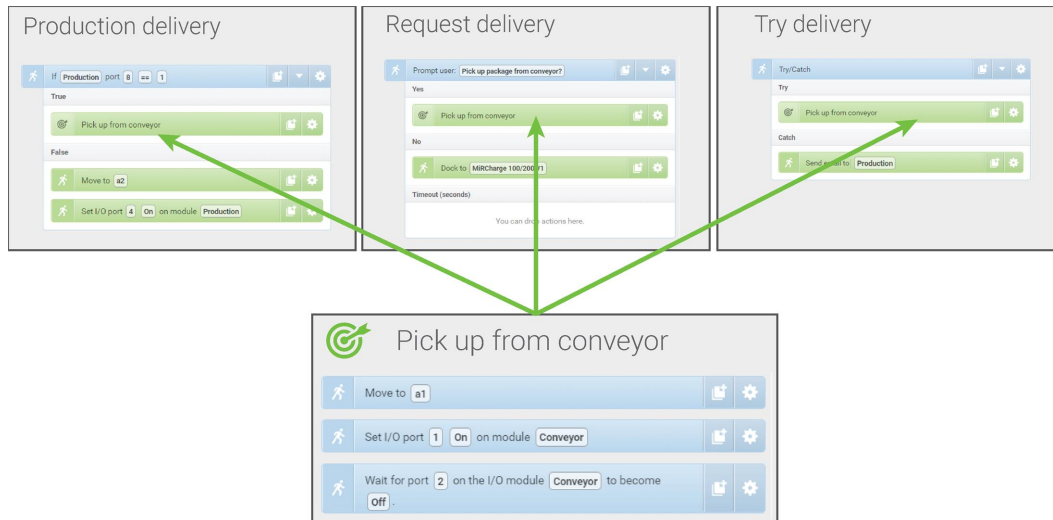 Production delivery
If Production port 8 == 1
True
Pick up from conveyor
False
Move to a2
Set I/O port 4 On on module Production
Request delivery
Prompt user: Pick up package from conveyor?
Yes
Pick up from conveyor
No
Dock to MiRCharge 100/200 V1
Timeout (seconds)
You can drop actions here.
Try delivery
Try/Catch
Try
Pick up from conveyor
Catch
Send email to Production
Pick up from conveyor
Move to a1
Set I/O port 1 On on module Conveyor
Wait for port 2 on the I/O module Conveyor to become
Off .